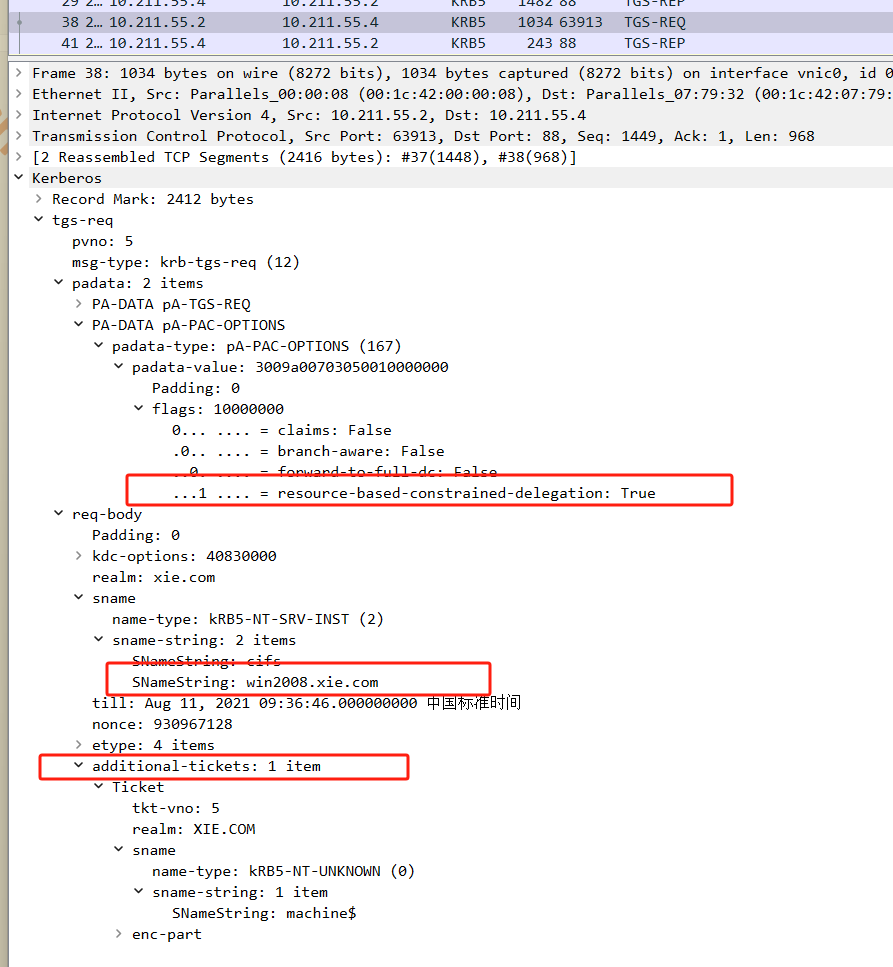 29 2… 10.211.55.4 10.211.55.2 KRB5 1482 88 TGS-REP
38 2… 10.211.55.2 10.211.55.4 KRB5 1034 63913 TGS-REQ
41 2… 10.211.55.4 10.211.55.2 KRB5 243 88 TGS-REP
Frame 38: 1034 bytes on wire (8272 bits), 1034 bytes captured (8272 bits) on interface vnic0, id 0
Ethernet II, Src: Parallels_00:00:08 (00:1c:42:00:00:08), Dst: Parallels_07:79:32 (00:1c:42:07:79:
Internet Protocol Version 4, Src: 10.211.55.2, Dst: 10.211.55.4
Transmission Control Protocol, Src Port: 63913, Dst Port: 88, Seq: 1449, Ack: 1, Len: 968
[2 Reassembled TCP Segments (2416 bytes): #37(1448), #38(968)]
Kerberos
Record Mark: 2412 bytes
tgs-req
pvno: 5
msg-type: krb-tgs-req (12)
padata: 2 items
PA-DATA pA-TGS-REQ
PA-DATA pA-PAC-OPTIONS
padata-type: pA-PAC-OPTIONS (167)
padata-value: 3009a00703050010000000
Padding: 0
flags: 10000000
0... .... = claims: False
.0.. .... = branch-aware: False
..0. .... = forward-to-full-dc: False
...1 .... = resource-based-constrained-delegation: True
req-body
Padding: 0
kdc-options: 40830000
realm: xie.com
sname
name-type: kRB5-NT-SRV-INST (2)
sname-string: 2 items
SNameString: cifs
SNameString: win2008.xie.com
till: Aug 11, 2021 09:36:46.000000000 中国标准时间
nonce: 930967128
etype: 4 items
additional-tickets: 1 item
Ticket
tkt-vno: 5
realm: XIE.COM
sname
name-type: kRB5-NT-UNKNOWN (0)
sname-string: 1 item
SNameString: machine$
enc-part